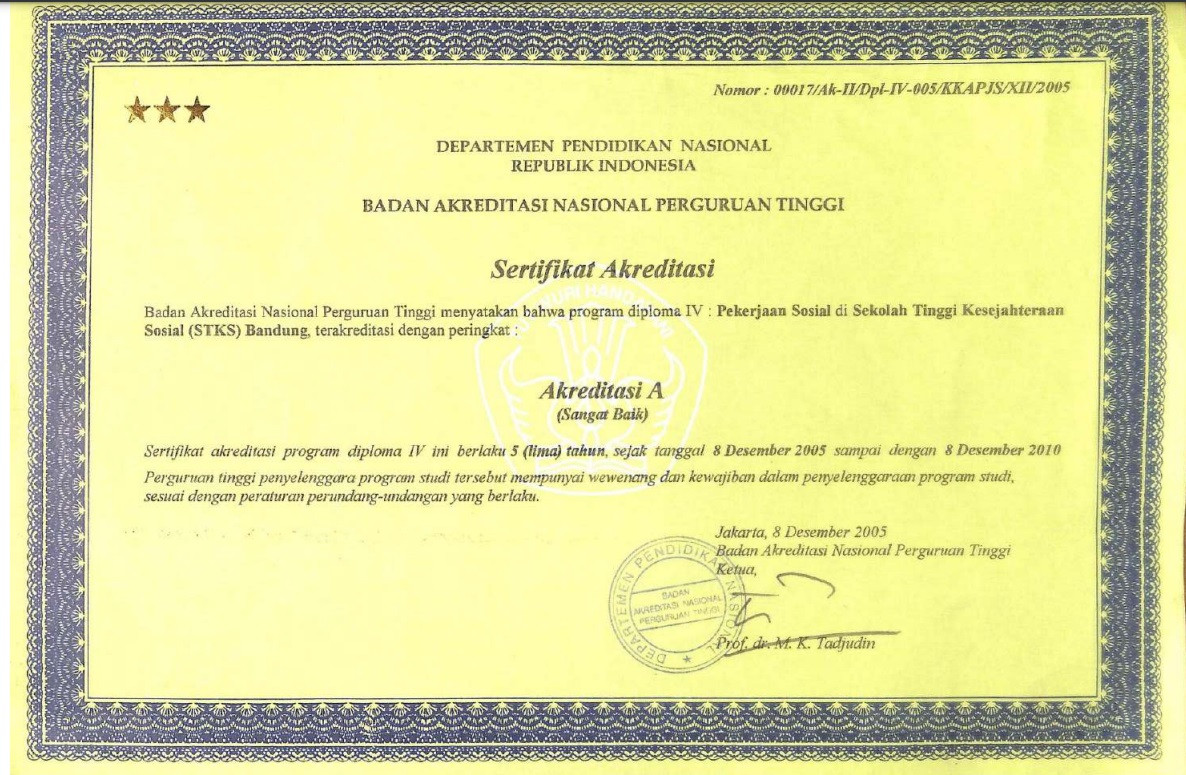 Nomor : 00017/Ak-II/Dpl-IV-005/KKAPJS/XII/2005
DEPARTEMEN PENDIDIKAN NASIONAL
REPUBLIK INDONESIA
BADAN AKREDITASI NASIONAL PERGURUAN TINGGI
Sertifikat Akreditasi
Badan Akreditasi Nasional Perguruan Tinggi menyatakan bahwa program diploma IV : Pekerjaan Sosial di Sekolah Tinggi Kesejahteraan
Sosial (STKS) Bandung, terakreditasi dengan peringkat :
Akreditasi A
(Sangat Baik)
Sertifikat akreditasi program diploma IV ini berlaku 5 (lima) tahun, sejak tanggal 8 Desember 2005 sampai dengan 8 Desember 2010
Perguruan tinggi penyelenggara program studi tersebut mempunyai wewenang dan kewajiban dalam penyelenggaraan program studi,
sesuai dengan peraturan perundang-undangan yang berlaku.
Jakarta, 8 Desember 2005
Badan Akreditasi Nasional Perguruan Tinggi
Ketua,
DEPARTEMEN PENDIDIKAN NASIONAL
BADAN
AKREDITASI NASIONAL
PERGURUAN TINGGI
Prof. dr. M. K. Tadjudin